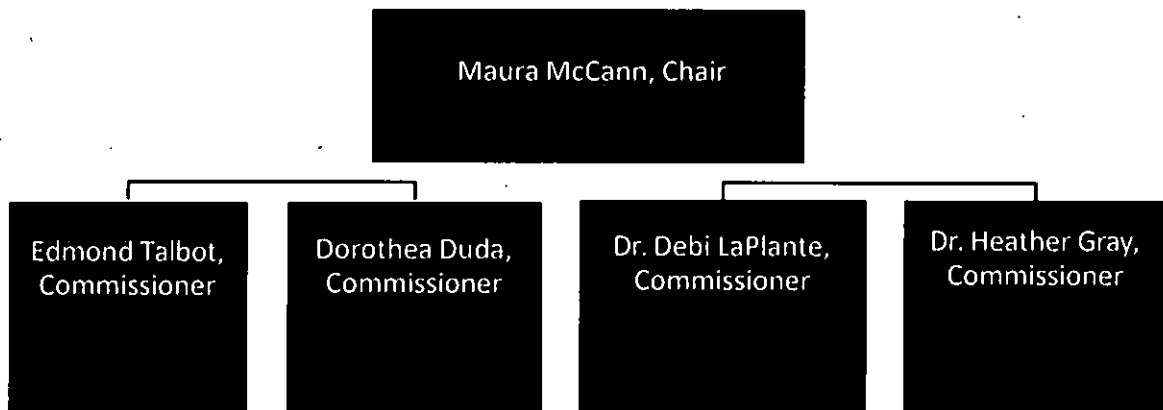 Maura McCann, Chair
Edmond Talbot,
Commissioner
Dorothea Duda,
Commissioner
Dr. Debi LaPlante,
Commissioner
Dr. Heather Gray,
Commissioner